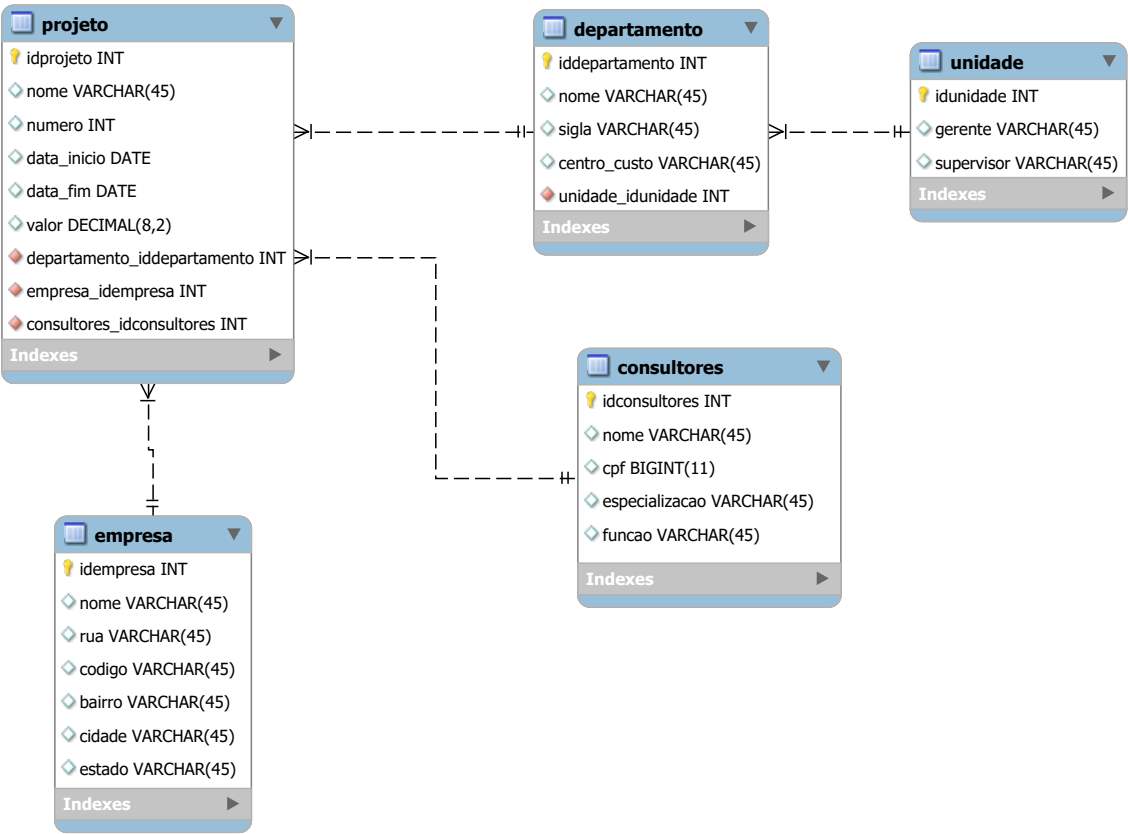 projeto
idprojeto INT
nome VARCHAR(45)
numero INT
data_inicio DATE
data_fim DATE
valor DECIMAL(8,2)
departamento_iddepartamento INT
empresa_idempresa INT
consultores_idconsultores INT
Indexes
departamento
iddepartamento INT
nome VARCHAR(45)
sigla VARCHAR(45)
centro_custo VARCHAR(45)
unidade_idunidade INT
Indexes
unidade
idunidade INT
gerente VARCHAR(45)
supervisor VARCHAR(45)
Indexes
consultores
idconsultores INT
nome VARCHAR(45)
cpf BIGINT(11)
especializacao VARCHAR(45)
funcao VARCHAR(45)
Indexes
empresa
idempresa INT
nome VARCHAR(45)
rua VARCHAR(45)
codigo VARCHAR(45)
bairro VARCHAR(45)
cidade VARCHAR(45)
estado VARCHAR(45)
Indexes